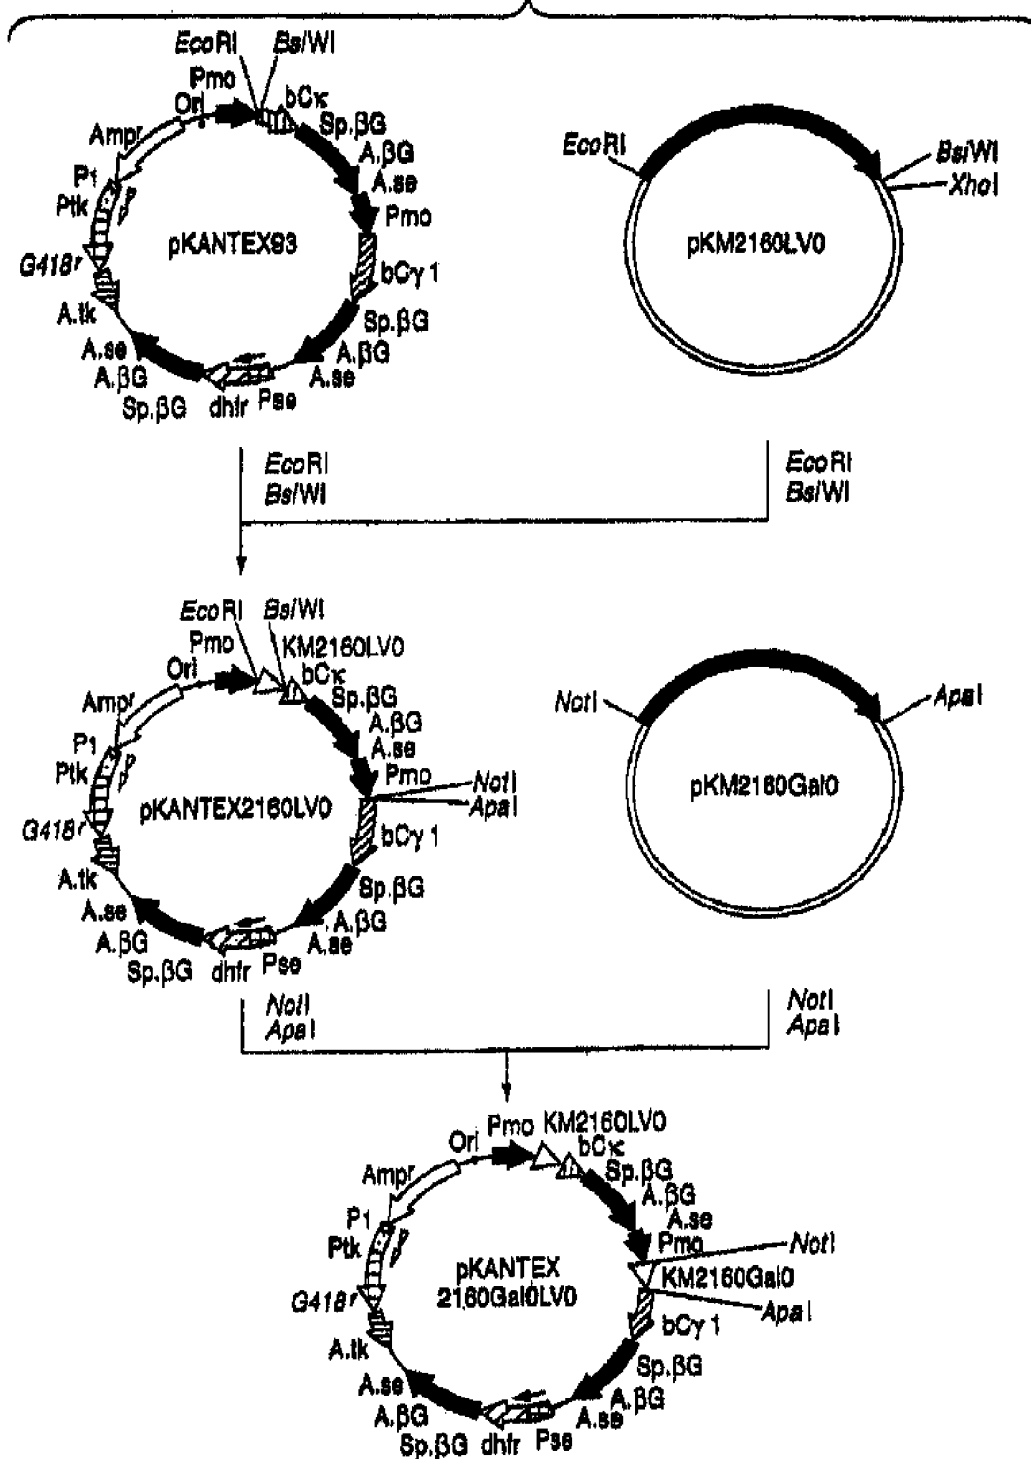 EcoRI BsiWI
Pmo
Ori
bCκ
Ampr
Sp.βG
A.βG
P1
A.se
Ptk
Pmo
pKANTEX93
G418r
bCγ1
A.tk
Sp.βG
A.se
A.βG
A.βG
A.se
Sp.βG dhfr Pse
EcoRI
BsiWI
XhoI
pKM2160LV0
EcoRI
BsiWI
EcoRI
BsiWI
EcoRI BsiWI
Pmo KM2160LV0
Ori
bCκ
Sp.βG
Ampr
A.βG
P1
A.se
Ptk
Pmo
NotI
ApaI
pKANTEX2160LV0
G418r
bCγ1
A.tk
Sp.βG
A.se
A.βG
A.βG
A.se
Sp.βG dhfr Pse
NotI
ApaI
pKM2160Gal0
NotI
ApaI
NotI
ApaI
Pmo KM2160LV0
Ori
bCκ
Sp.βG
Ampr
A.βG
P1
A.se
Ptk
Pmo
NotI
pKANTEX
2160Gal0LV0
KM2160Gal0
G418r
ApaI
bCγ1
A.tk
Sp.βG
A.se
A.βG
A.βG
A.se
Sp.βG dhfr Pse